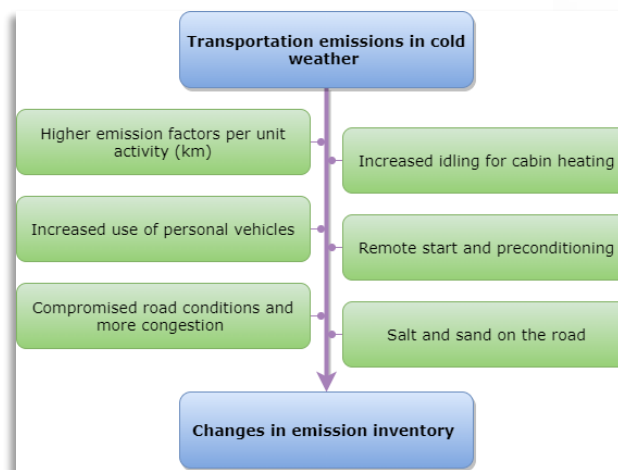 Transportation emissions in cold
weather
Higher emission factors per unit
activity (km)
Increased idling for cabin heating
Increased use of personal vehicles
Remote start and preconditioning
Compromised road conditions and
more congestion
Salt and sand on the road
Changes in emission inventory